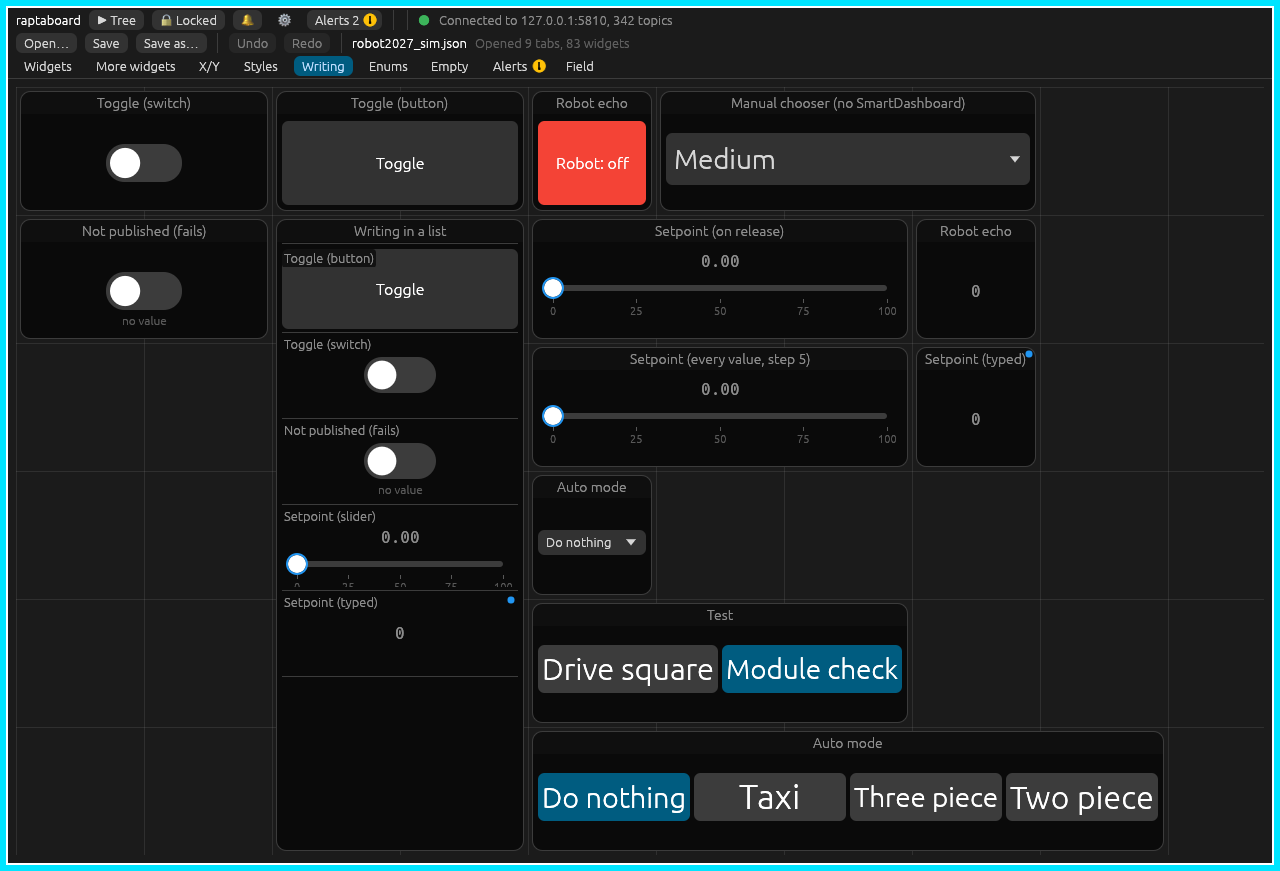 raptaboard ▶ Tree 🔒 Locked 🔔 ⚙ Alerts 2 Connected to 127.0.0.1:5810, 342 topics
Open… Save Save as… Undo Redo robot2027_sim.json Opened 9 tabs, 83 widgets
Widgets More widgets X/Y Styles Writing Enums Empty Alerts Field
Toggle (switch)
Toggle (button)
Toggle
Robot echo
Robot: off
Manual chooser (no SmartDashboard)
Medium
Not published (fails)
no value
Writing in a list
Toggle (button)
Toggle
Toggle (switch)
Not published (fails)
no value
Setpoint (slider)
0.00
0 25 50 75 100
Setpoint (typed)
0
Setpoint (on release)
0.00
0 25 50 75 100
Robot echo
0
Setpoint (every value, step 5)
0.00
0 25 50 75 100
Setpoint (typed)
0
Auto mode
Do nothing
Test
Drive square Module check
Auto mode
Do nothing Taxi Three piece Two piece